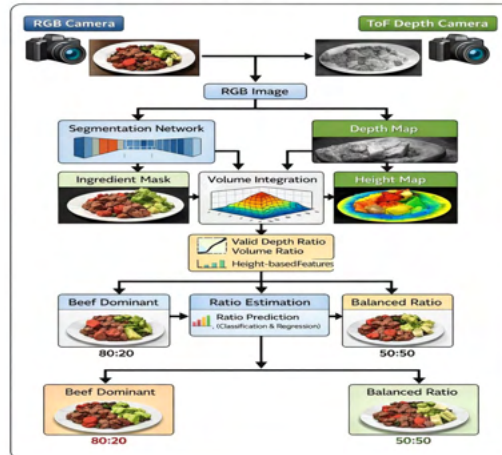 RGB Camera
ToF Depth Camera
RGB Image
Segmentation Network
Depth Map
Ingredient Mask
Volume Integration
Height Map
Valid Depth Ratio
Volume Ratio
Height-basedFeatures
Beef Dominant
Ratio Estimation
Balanced Ratio
Ratio Prediction
(Classification & Regression)
80:20
50:50
Beef Dominant
Balanced Ratio
80:20
50:50